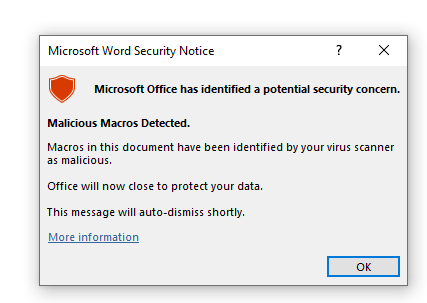 Microsoft Word Security Notice ?
Microsoft Office has identified a potential security concern.
Malicious Macros Detected.
Macros in this document have been identified by your virus scanner
as malicious.
Office will now close to protect your data.
This message will auto-dismiss shortly.
More information
OK